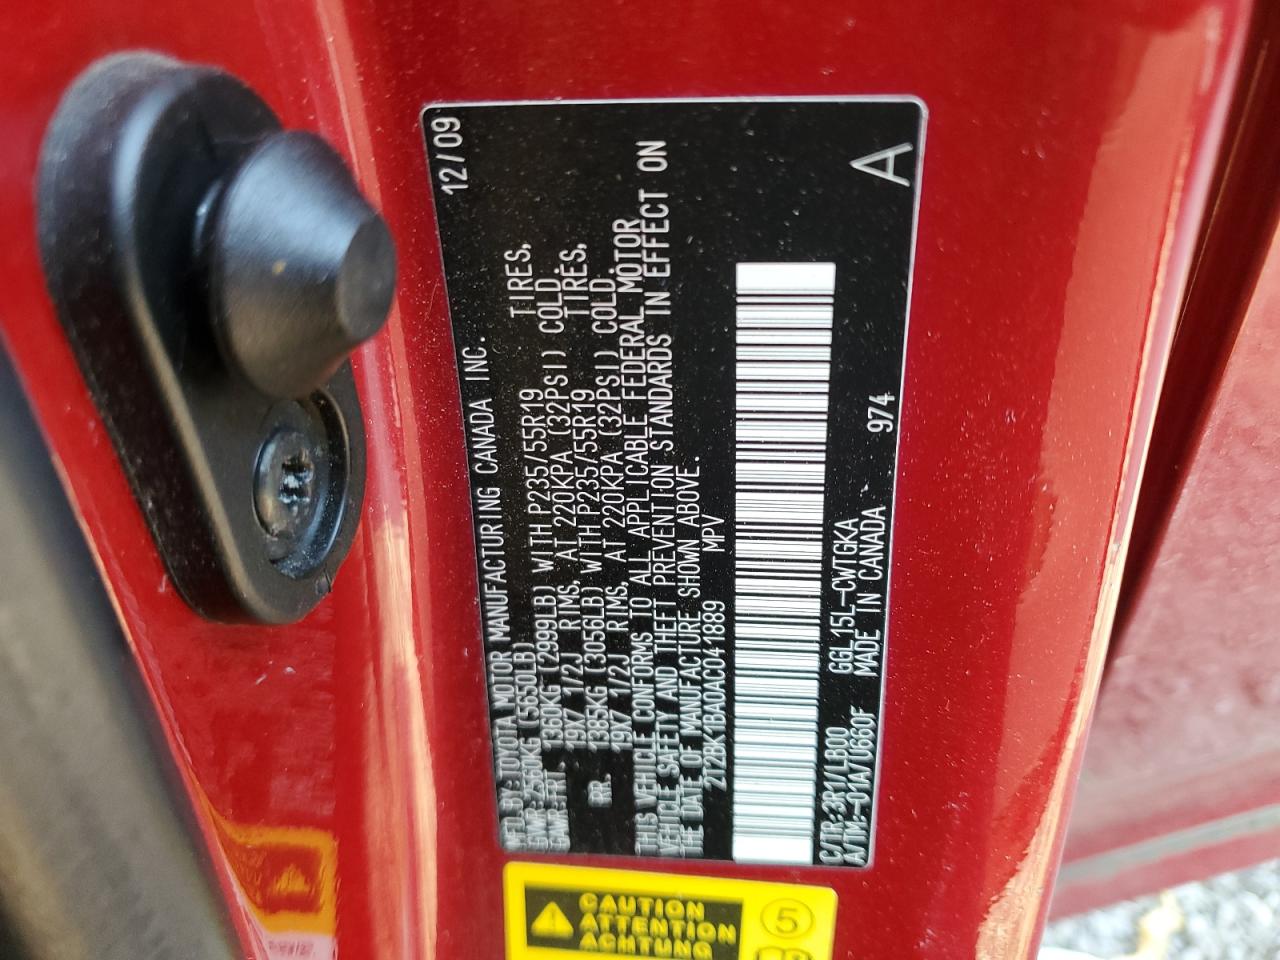 MFD. BY: TOYOTA MOTOR MANUFACTURING CANADA INC. 12/09
GVWR: 2560KG (5650LB)
GAWR: FRT. 1360KG (2999LB) WITH P235/55R19 TIRES,
19X7 1/2J RIMS, AT 220KPA (32PSI) COLD.
RR. 1385KG (3056LB) WITH P235/55R19 TIRES,
19X7 1/2J RIMS, AT 220KPA (32PSI) COLD.
THIS VEHICLE CONFORMS TO ALL APPLICABLE FEDERAL MOTOR
VEHICLE SAFETY AND THEFT PREVENTION STANDARDS IN EFFECT ON
THE DATE OF MANUFACTURE SHOWN ABOVE.
2T2BK1BA0AC041889 MPV
C/TR:3R1/LB00 GGL15L-CWTGKA 974
A/TM:-01A/U660F MADE IN CANADA
A
CAUTION
ATTENTION
ACHTUNG
5